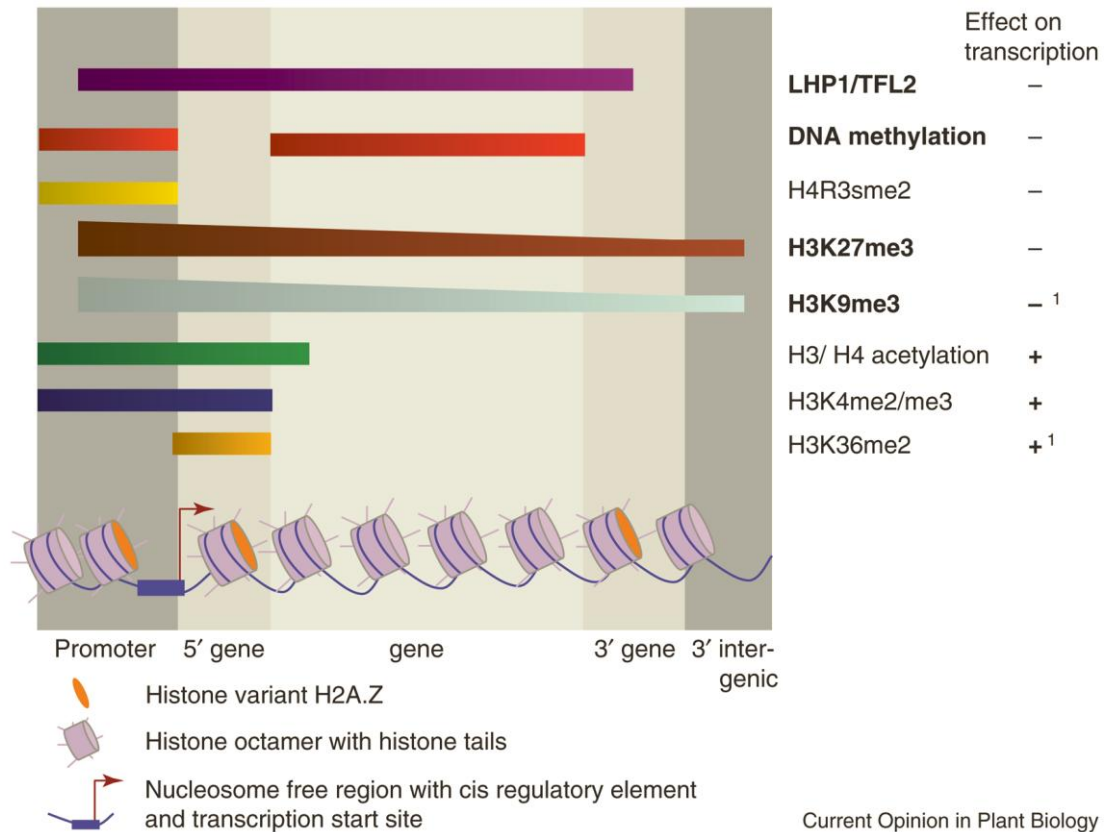 Effect on
transcription
LHP1/TFL2 –
DNA methylation –
H4R3sme2 –
H3K27me3 –
H3K9me3 – 1
H3/ H4 acetylation +
H3K4me2/me3 +
H3K36me2 + 1
Promoter 5′ gene gene 3′ gene 3′ inter-
genic
Histone variant H2A.Z
Histone octamer with histone tails
Nucleosome free region with cis regulatory element
and transcription start site
Current Opinion in Plant Biology